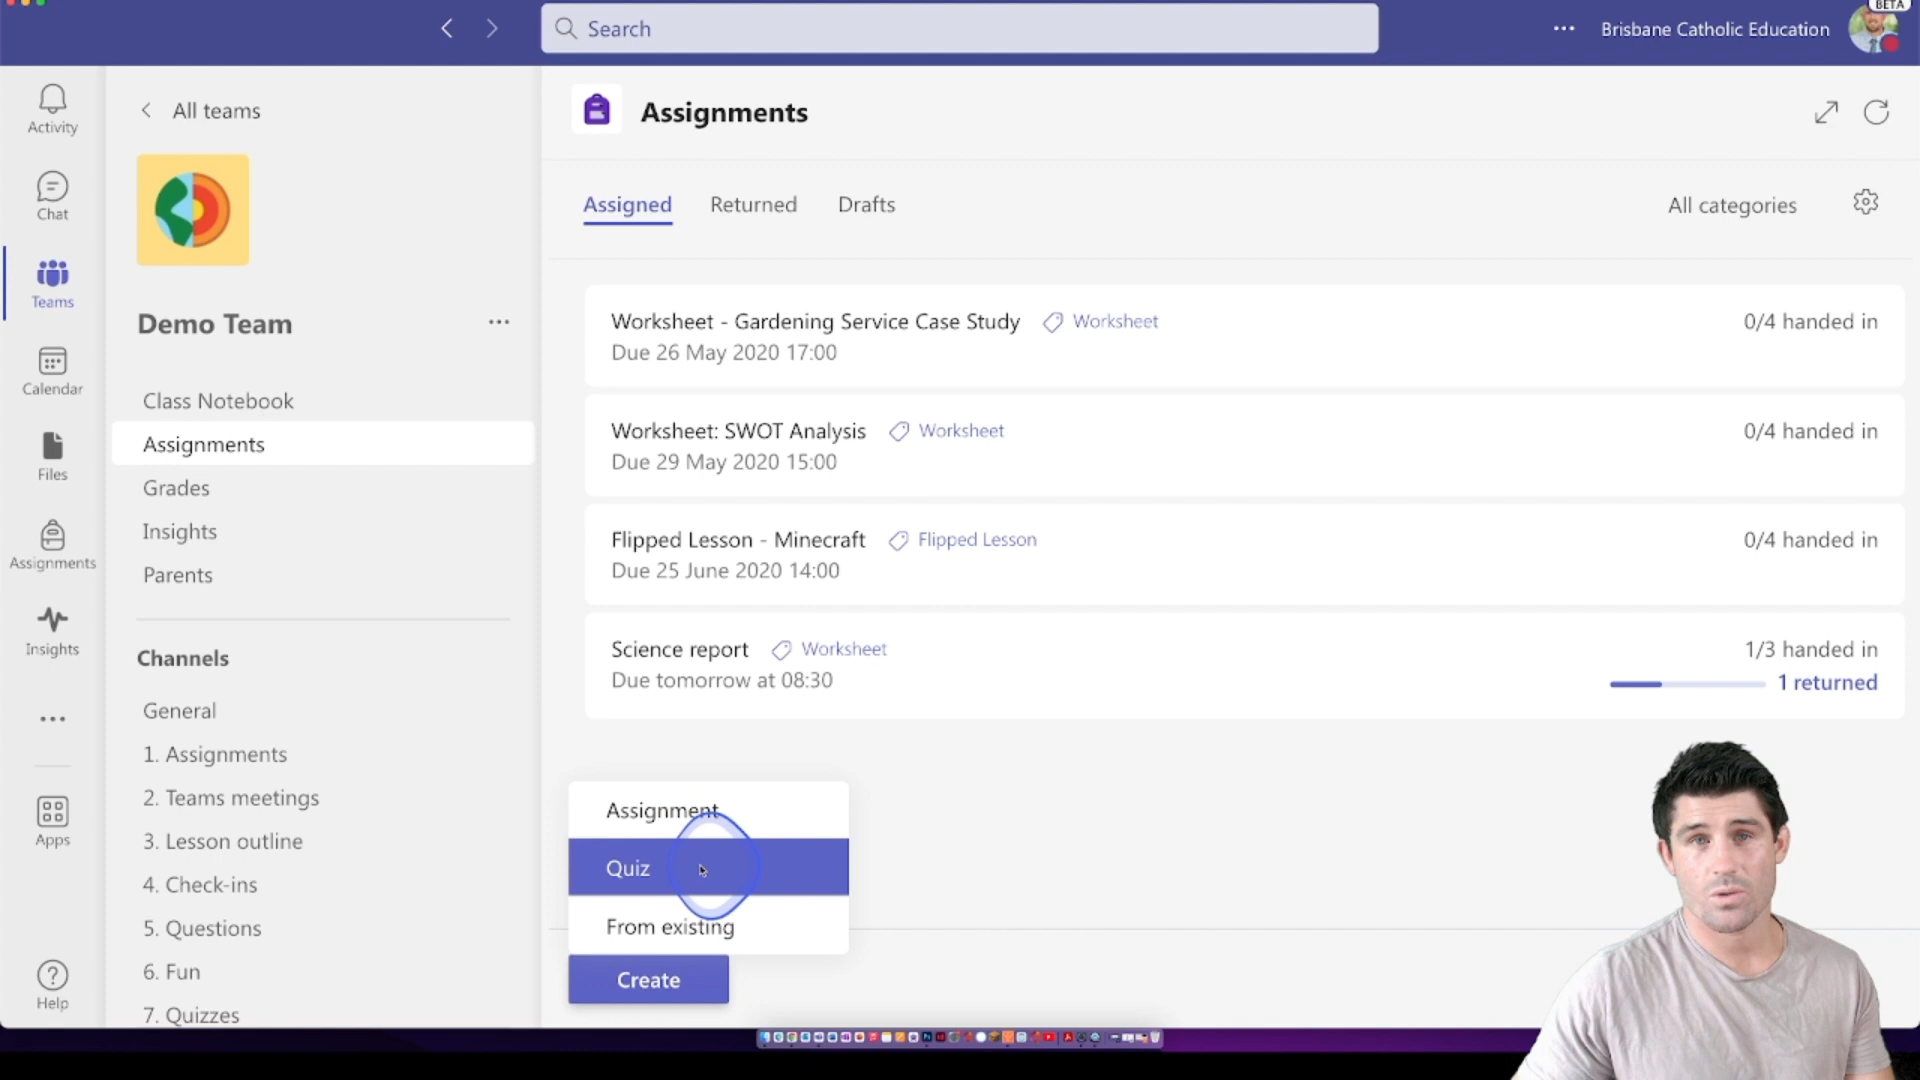 Search
Brisbane Catholic Education
BETA
Activity
Chat
Teams
Calendar
Files
Assignments
Insights
Apps
Help
All teams
Demo Team
Class Notebook
Assignments
Grades
Insights
Parents
Channels
General
1. Assignments
2. Teams meetings
3. Lesson outline
4. Check-ins
5. Questions
6. Fun
7. Quizzes
Assignments
Assigned
Returned
Drafts
All categories
Worksheet - Gardening Service Case Study
Worksheet
0/4 handed in
Due 26 May 2020 17:00
Worksheet: SWOT Analysis
Worksheet
0/4 handed in
Due 29 May 2020 15:00
Flipped Lesson - Minecraft
Flipped Lesson
0/4 handed in
Due 25 June 2020 14:00
Science report
Worksheet
1/3 handed in
Due tomorrow at 08:30
1 returned
Assignment
Quiz
From existing
Create